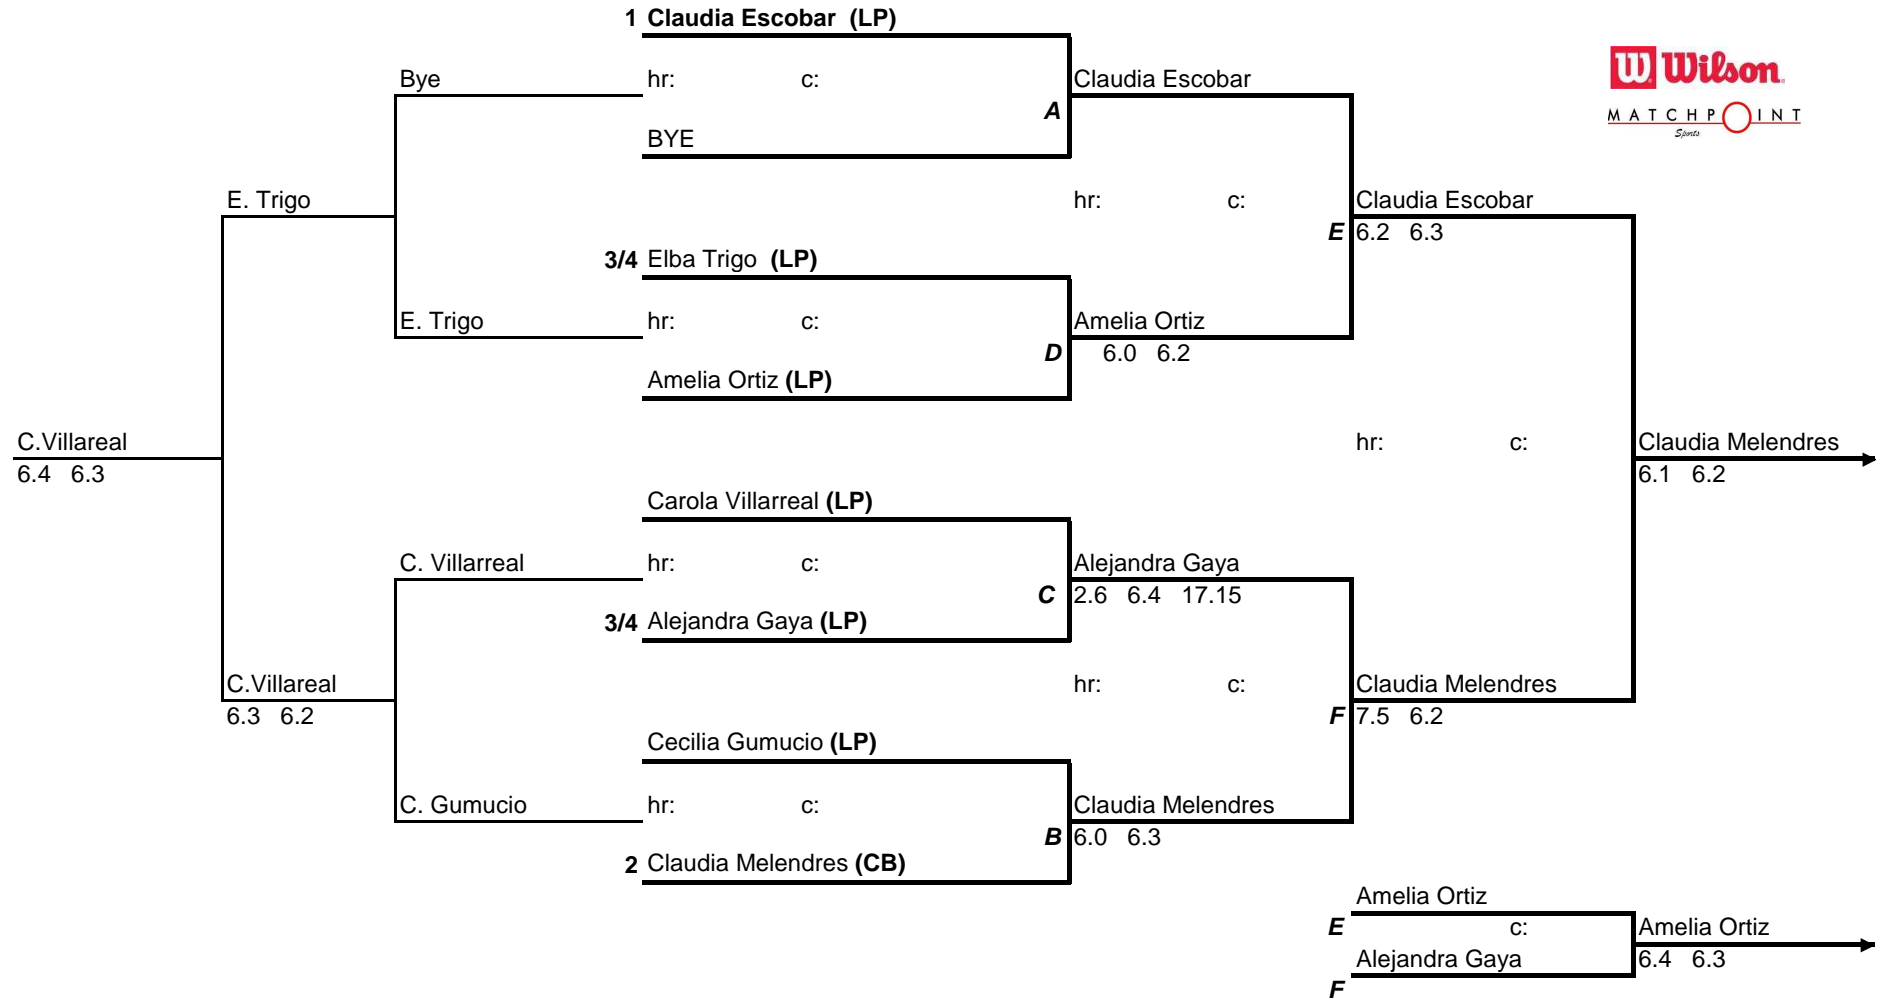 1 Claudia Escobar (LP)
Wilson
Bye hr: c: Claudia Escobar
A
MATCHPOINT
Sports
BYE
E. Trigo hr: c: Claudia Escobar
E 6.2 6.3
3/4 Elba Trigo (LP)
E. Trigo hr: c: Amelia Ortiz
D 6.0 6.2
Amelia Ortiz (LP)
C.Villareal hr: c: Claudia Melendres
6.4 6.3 6.1 6.2
Carola Villarreal (LP)
C. Villarreal hr: c: Alejandra Gaya
C 2.6 6.4 17.15
3/4 Alejandra Gaya (LP)
C.Villareal hr: c: Claudia Melendres
6.3 6.2 F 7.5 6.2
Cecilia Gumucio (LP)
C. Gumucio hr: c: Claudia Melendres
B 6.0 6.3
2 Claudia Melendres (CB)
Amelia Ortiz
E c: Amelia Ortiz
Alejandra Gaya 6.4 6.3
F